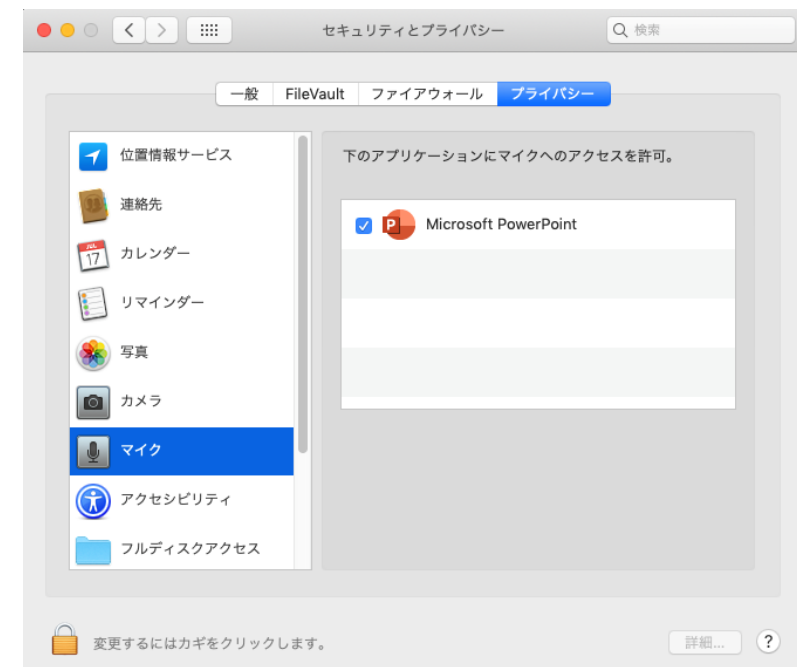 セキュリティとプライバシー
検索
一般
FileVault
ファイアウォール
プライバシー
位置情報サービス
連絡先
JUL
17
カレンダー
リマインダー
写真
カメラ
マイク
アクセシビリティ
フルディスクアクセス
下のアプリケーションにマイクへのアクセスを許可。
P
Microsoft PowerPoint
変更するにはカギをクリックします。
詳細...
?